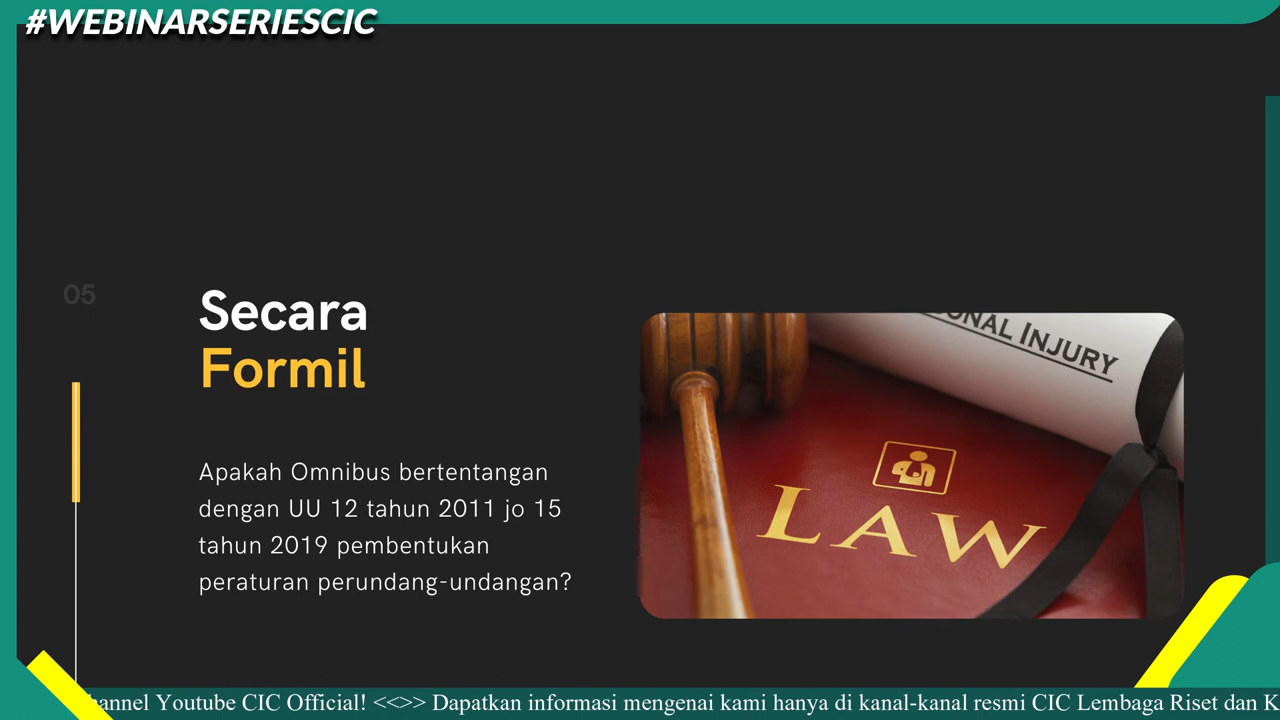 #WEBINARSERIESCIC
05
Secara
Formil
Apakah Omnibus bertentangan
dengan UU 12 tahun 2011 jo 15
tahun 2019 pembentukan
peraturan perundang-undangan?
INJURY
LAW
Youtube CIC Official! <<>> Dapatkan informasi mengenai kami hanya di kanal-kanal resmi CIC Lembaga Riset dan